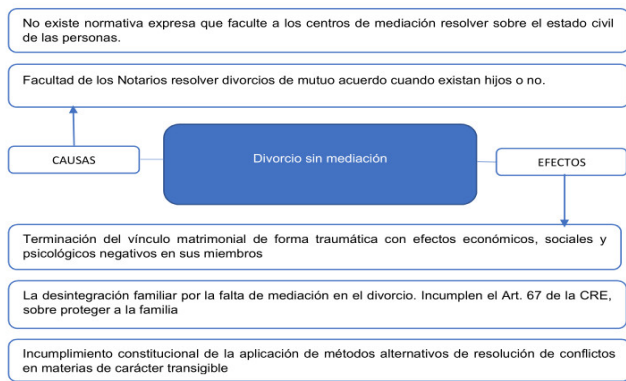 No existe normativa expresa que faculte a los centros de mediación resolver sobre el estado civil
de las personas.
Facultad de los Notarios resolver divorcios de mutuo acuerdo cuando existan hijos o no.
CAUSAS
Divorcio sin mediación
EFECTOS
Terminación del vínculo matrimonial de forma traumática con efectos económicos, sociales y
psicológicos negativos en sus miembros
La desintegración familiar por la falta de mediación en el divorcio. Incumplen el Art. 67 de la CRE,
sobre proteger a la familia
Incumplimiento constitucional de la aplicación de métodos alternativos de resolución de conflictos
en materias de carácter transigible